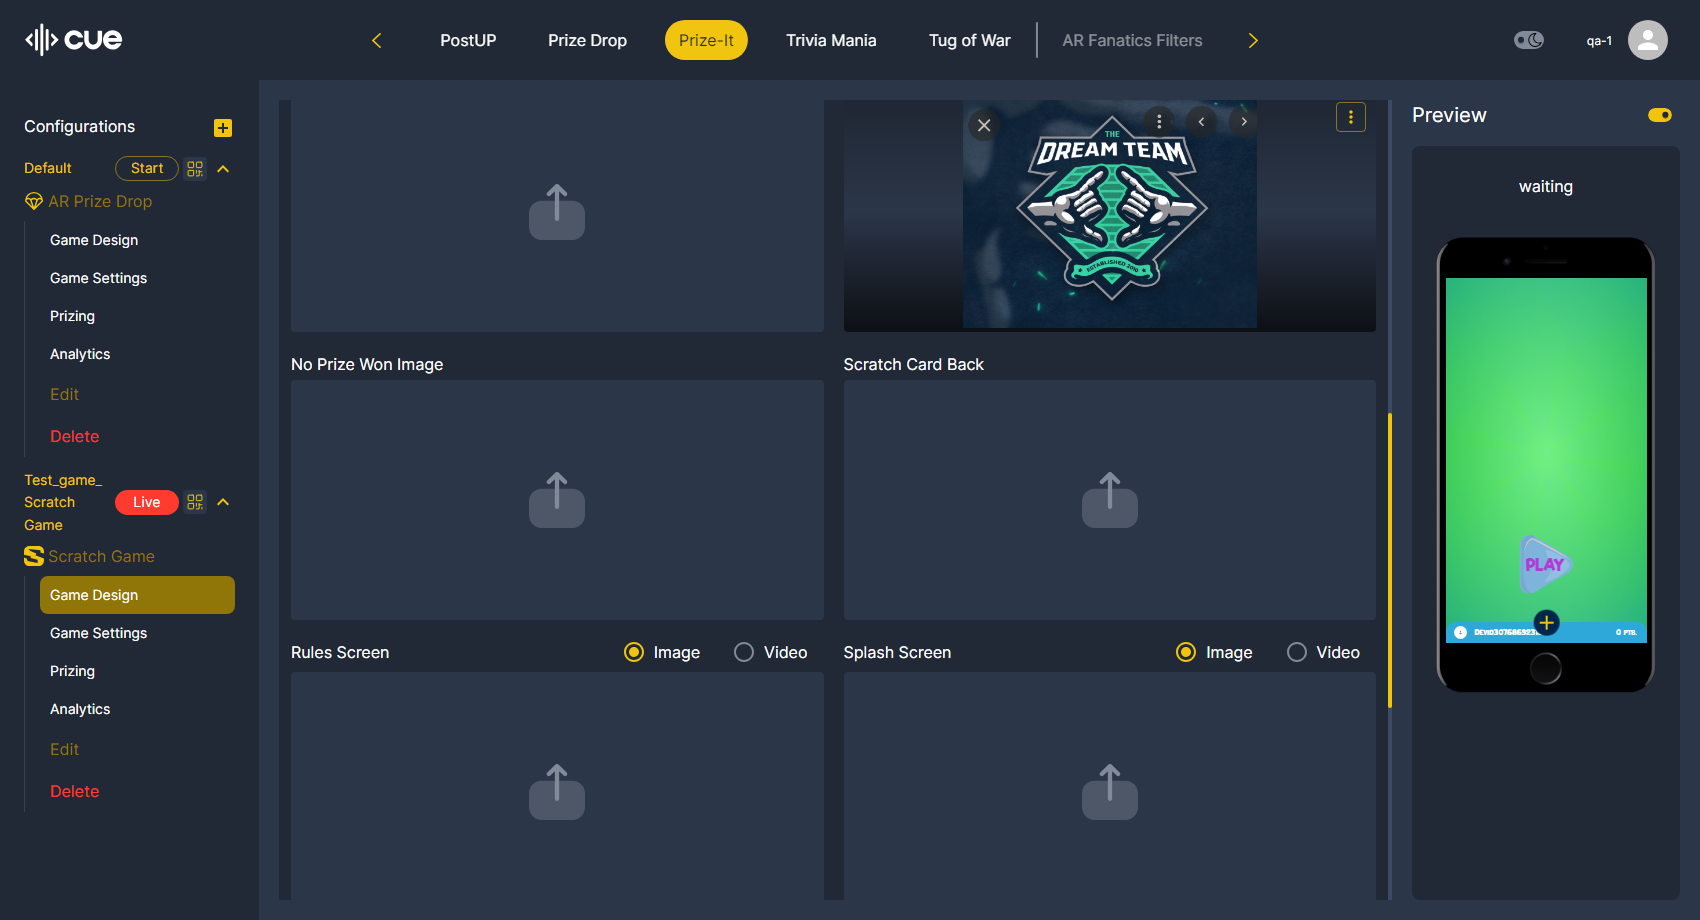 cue
PostUP
Prize Drop
Prize-It
Trivia Mania
Tug of War
AR Fanatics Filters
qa-1
Configurations
Default
Start
AR Prize Drop
Game Design
Game Settings
Prizing
Analytics
Edit
Delete
Test_game_
Scratch
Game
Live
Scratch Game
Game Design
Game Settings
Prizing
Analytics
Edit
Delete
THE
DREAM TEAM
ESTABLISHED 2010
No Prize Won Image
Scratch Card Back
Rules Screen
Image
Video
Splash Screen
Image
Video
Preview
waiting
PLAY
0 PTS.